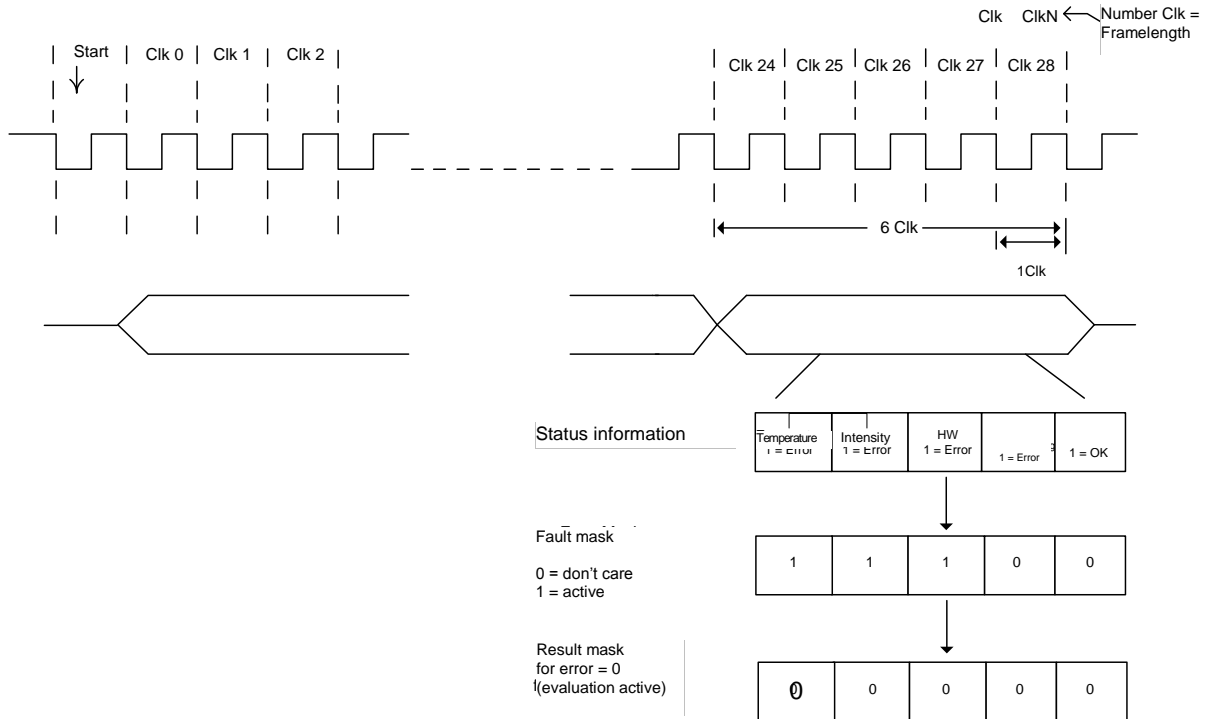 Clk ClkN Number Clk =
Framelength
Start Clk 0 Clk 1 Clk 2
Clk 24 Clk 25 Clk 26 Clk 27 Clk 28
6 Clk
1Clk
Status information
Temperature Intensity HW
1 = Error 1 = Error 1 = Error 1 = Error 1 = OK
Fault mask
0 = don't care
1 = active
1 1 1 0 0
Result mask
for error = 0
(evaluation active)
0 0 0 0 0